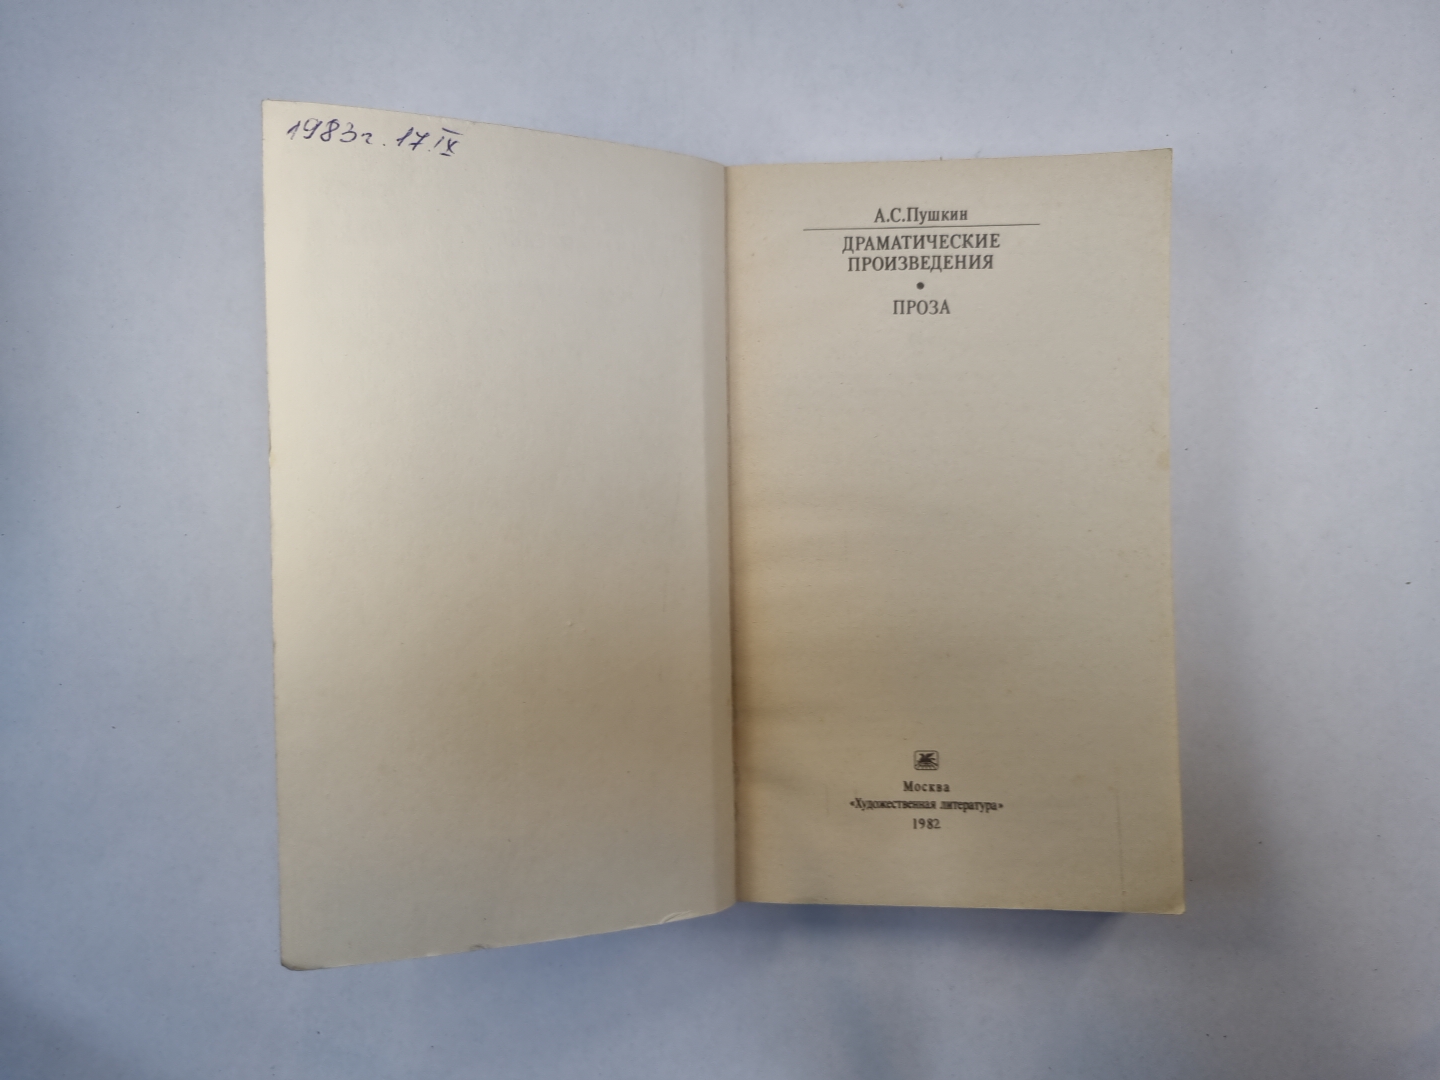 1983г. 17.IX
А.С.Пушкин
ДРАМАТИЧЕСКИЕ
ПРОИЗВЕДЕНИЯ
•
ПРОЗА
Москва
«Художественная литература»
1982